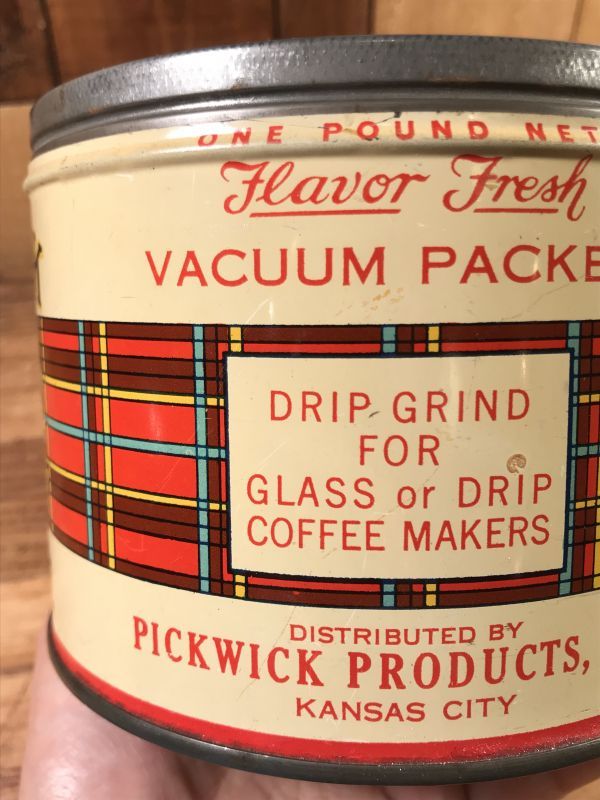 ONE POUND NET
Flavor Fresh
VACUUM PACKE
DRIP GRIND
FOR
GLASS or DRIP
COFFEE MAKERS
DISTRIBUTED BY
PICKWICK PRODUCTS,
KANSAS CITY